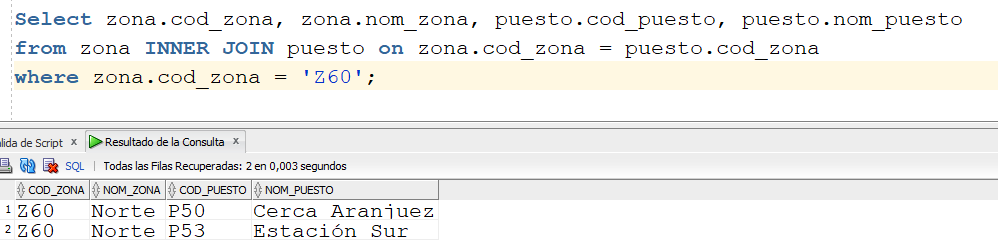 Select zona.cod_zona, zona.nom_zona, puesto.cod_puesto, puesto.nom_puesto
from zona INNER JOIN puesto on zona.cod_zona = puesto.cod_zona
where zona.cod_zona = 'Z60';
alida de Script x Resultado de la Consulta x
SQL | Todas las Filas Recuperadas: 2 en 0,003 segundos
COD_ZONA NOM_ZONA COD_PUESTO NOM_PUESTO
1 Z60 Norte P50 Cerca Aranjuez
2 Z60 Norte P53 Estación Sur